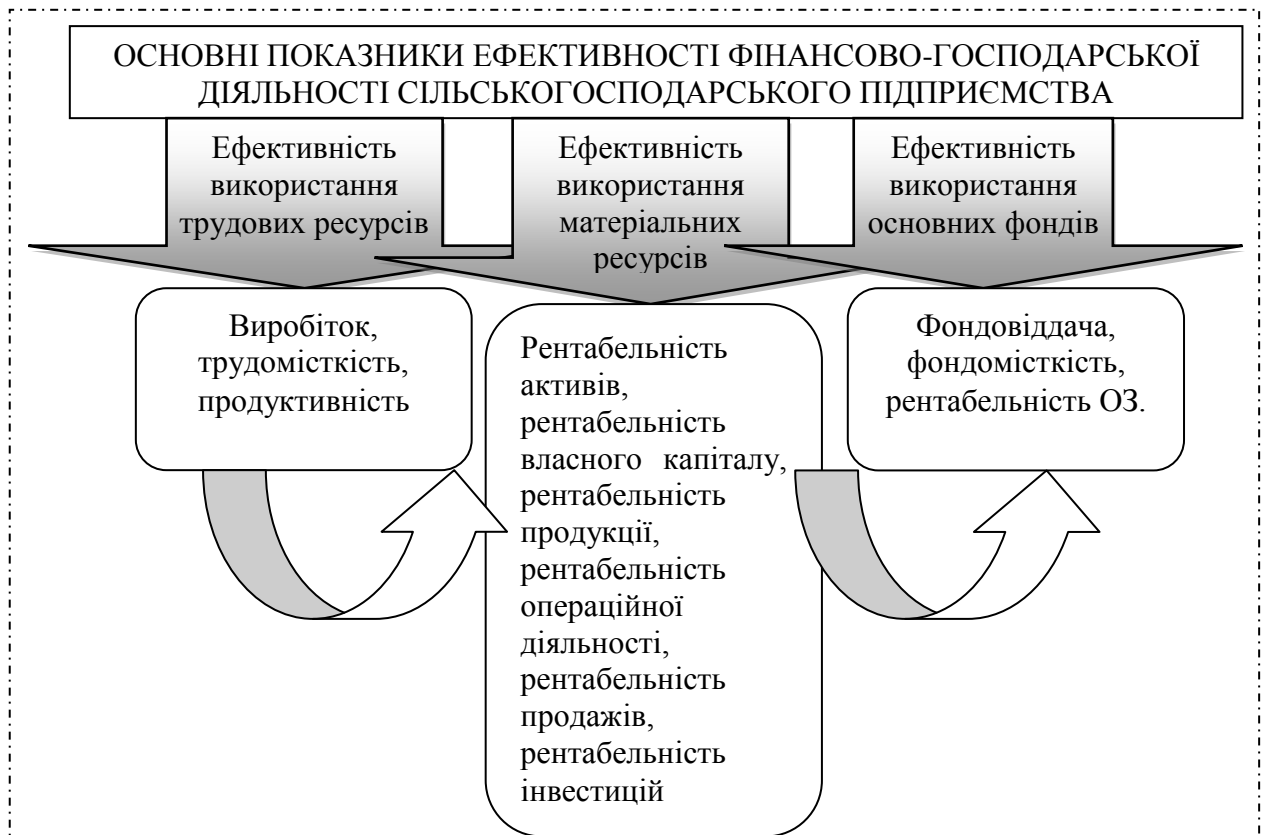 ОСНОВНІ ПОКАЗНИКИ ЕФЕКТИВНОСТІ ФІНАНСОВО-ГОСПОДАРСЬКОЇ
ДІЯЛЬНОСТІ СІЛЬСЬКОГОСПОДАРСЬКОГО ПІДПРИЄМСТВА
Ефективність
використання
трудових ресурсів
Ефективність
використання
матеріальних
ресурсів
Ефективність
використання
основних фондів
Виробіток,
трудомісткість,
продуктивність
Рентабельність
активів,
рентабельність
власного капіталу,
рентабельність
продукції,
рентабельність
операційної
діяльності,
рентабельність
продажів,
рентабельність
інвестицій
Фондовіддача,
фондомісткість,
рентабельність ОЗ.